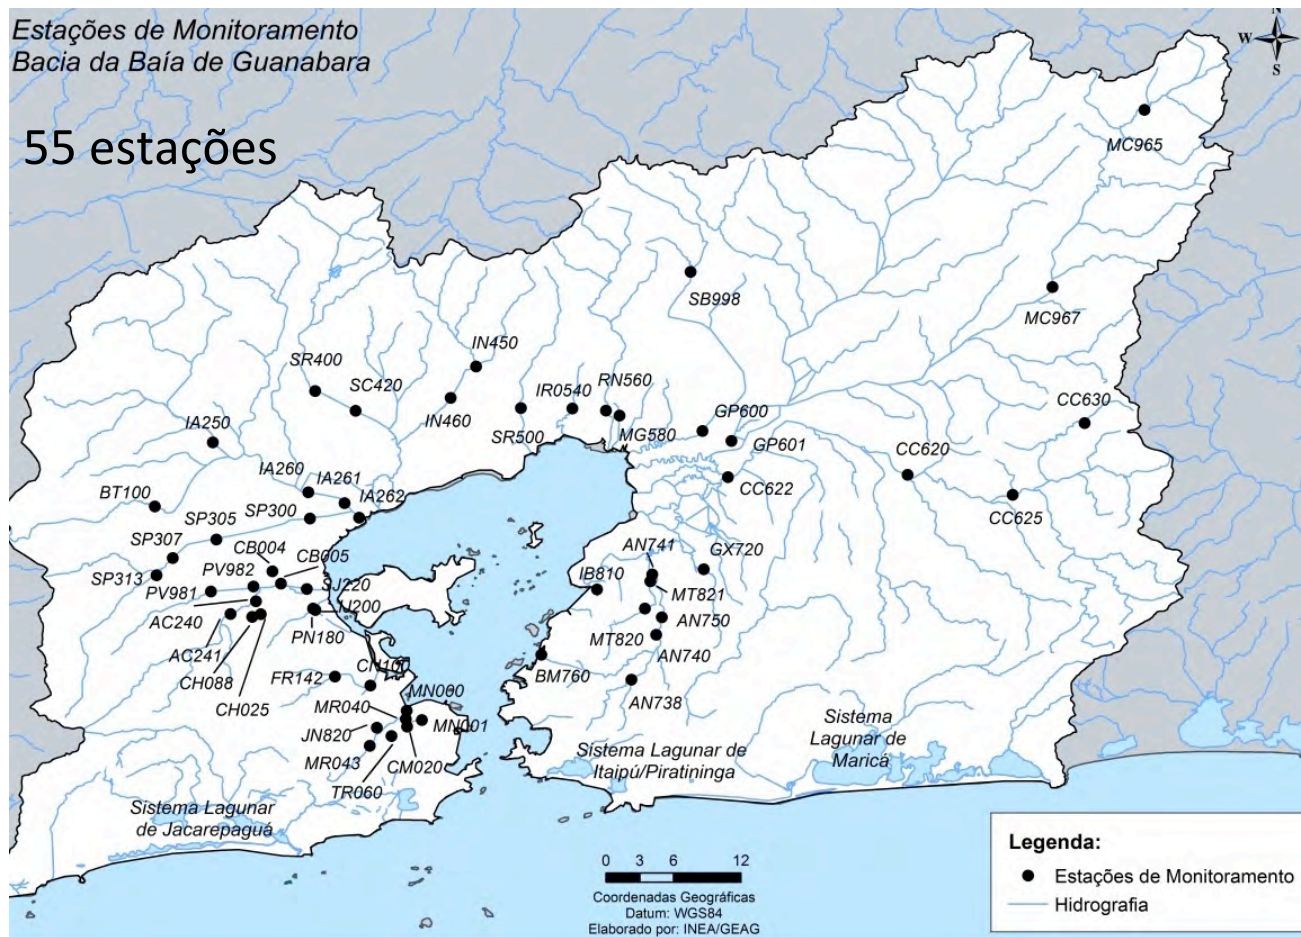 Estações de Monitoramento
Bacia da Baía de Guanabara
55 estações
N
W
S
MC965
SB998
MC967
IN450
SR400
SC420
IR0540
RN560
CC630
IA250
IN460
SR500
MG580
GP600
GP601
CC620
IA260
IA261
IA262
CC622
BT100
SP300
CC625
SP305
SP307
CB004
CB005
AN741
GX720
SP313
PV982
SJ220
IB810
PV981
MT821
IJ200
AC240
PN180
MT820
AN750
AC241
AN740
CH088
FR142
CN100
BM760
CH025
MN000
AN738
MR040
MN001
JN820
MR043
CM020
TR060
Sistema Lagunar de
Itaipú/Piratininga
Sistema
Lagunar de
Maricá
Sistema Lagunar
de Jacarepaguá
0 3 6 12
Coordenadas Geográficas
Datum: WGS84
Elaborado por: INEA/GEAG
Legenda:
Estações de Monitoramento
Hidrografia